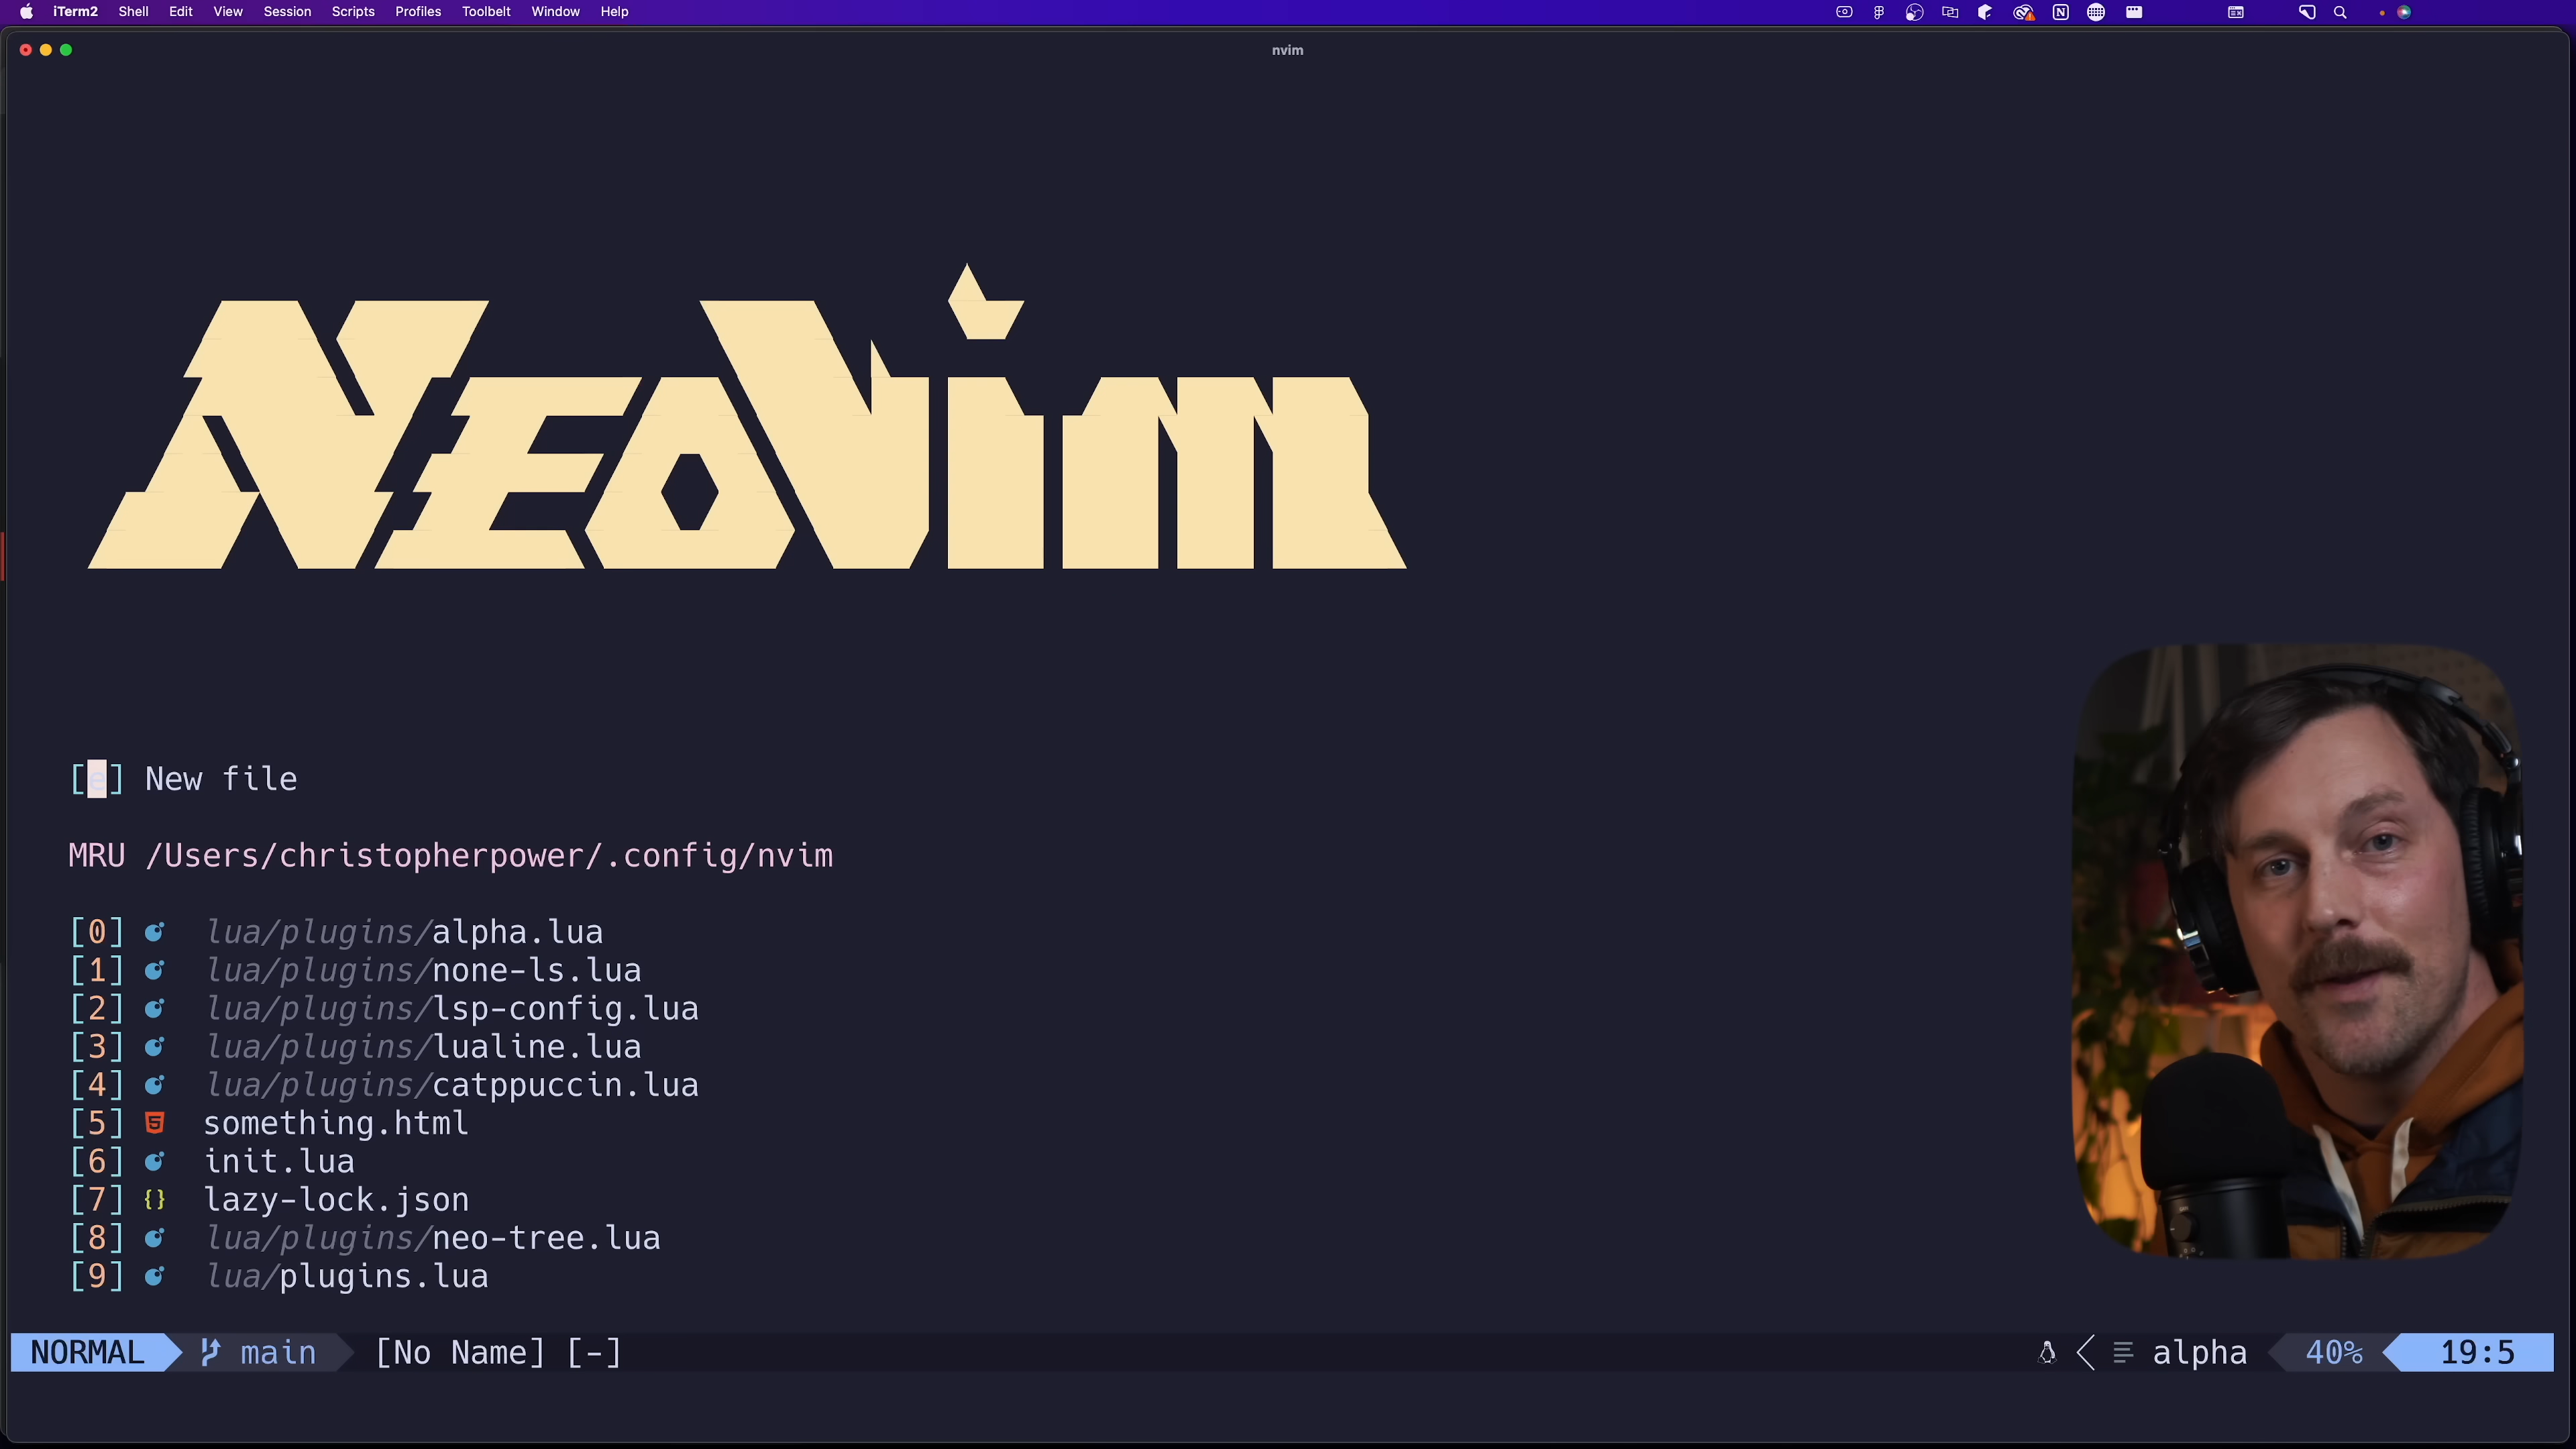 iTerm2 Shell Edit View Session Scripts Profiles Toolbelt Window Help
nvim
NEOVim
[e] New file
MRU /Users/christopherpower/.config/nvim
[0] lua/plugins/alpha.lua
[1] lua/plugins/none-ls.lua
[2] lua/plugins/lsp-config.lua
[3] lua/plugins/lualine.lua
[4] lua/plugins/catppuccin.lua
[5] something.html
[6] init.lua
[7] {} lazy-lock.json
[8] lua/plugins/neo-tree.lua
[9] lua/plugins.lua
NORMAL main [No Name] [-] alpha 40% 19:5